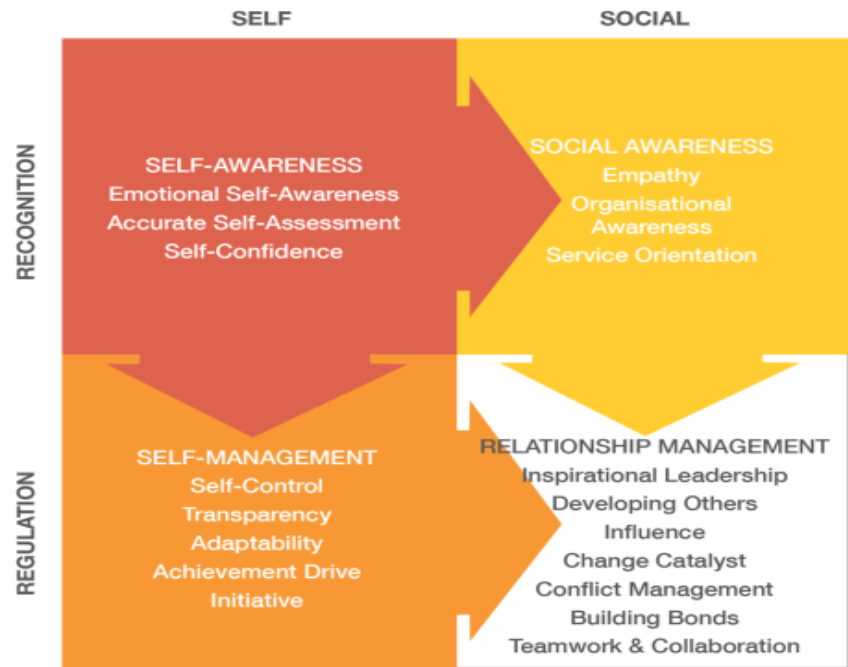 SELF
SOCIAL
RECOGNITION
SELF-AWARENESS
Emotional Self-Awareness
Accurate Self-Assessment
Self-Confidence
SOCIAL AWARENESS
Empathy
Organisational
Awareness
Service Orientation
REGULATION
SELF-MANAGEMENT
Self-Control
Transparency
Adaptability
Achievement Drive
Initiative
RELATIONSHIP MANAGEMENT
Inspirational Leadership
Developing Others
Influence
Change Catalyst
Conflict Management
Building Bonds
Teamwork & Collaboration